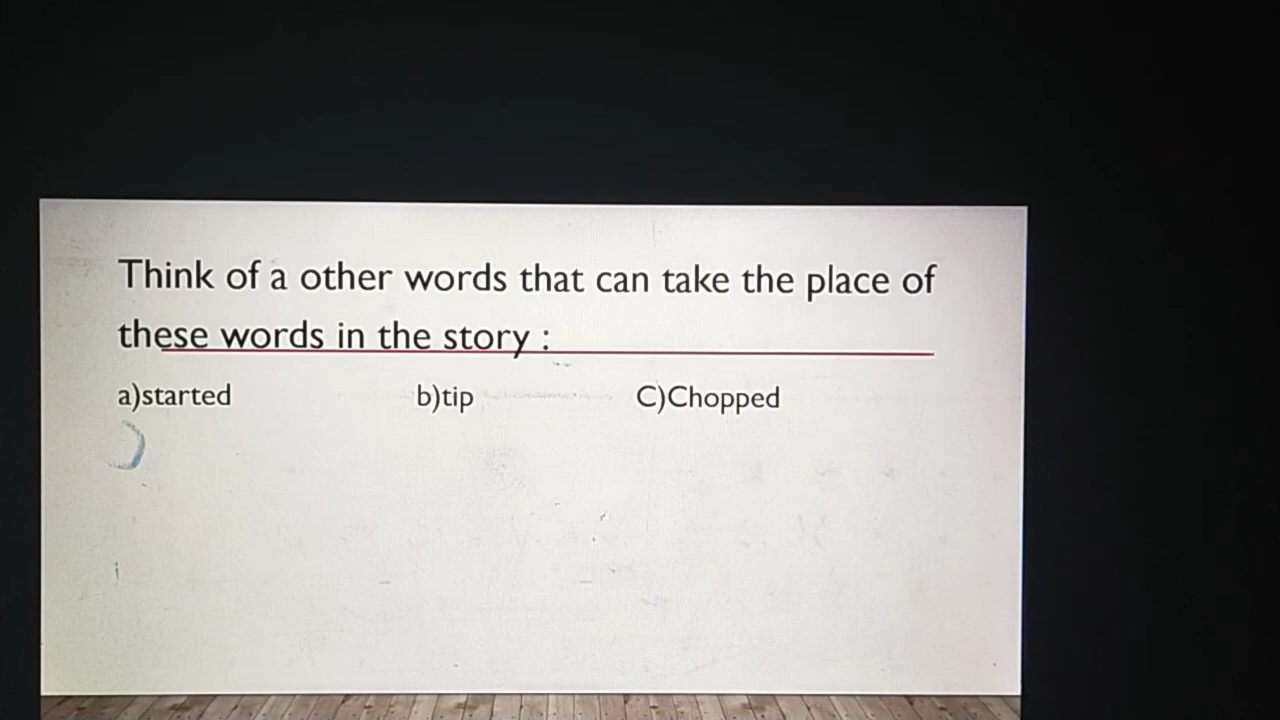 Think of a other words that can take the place of
these words in the story :
a)started b)tip C)Chopped